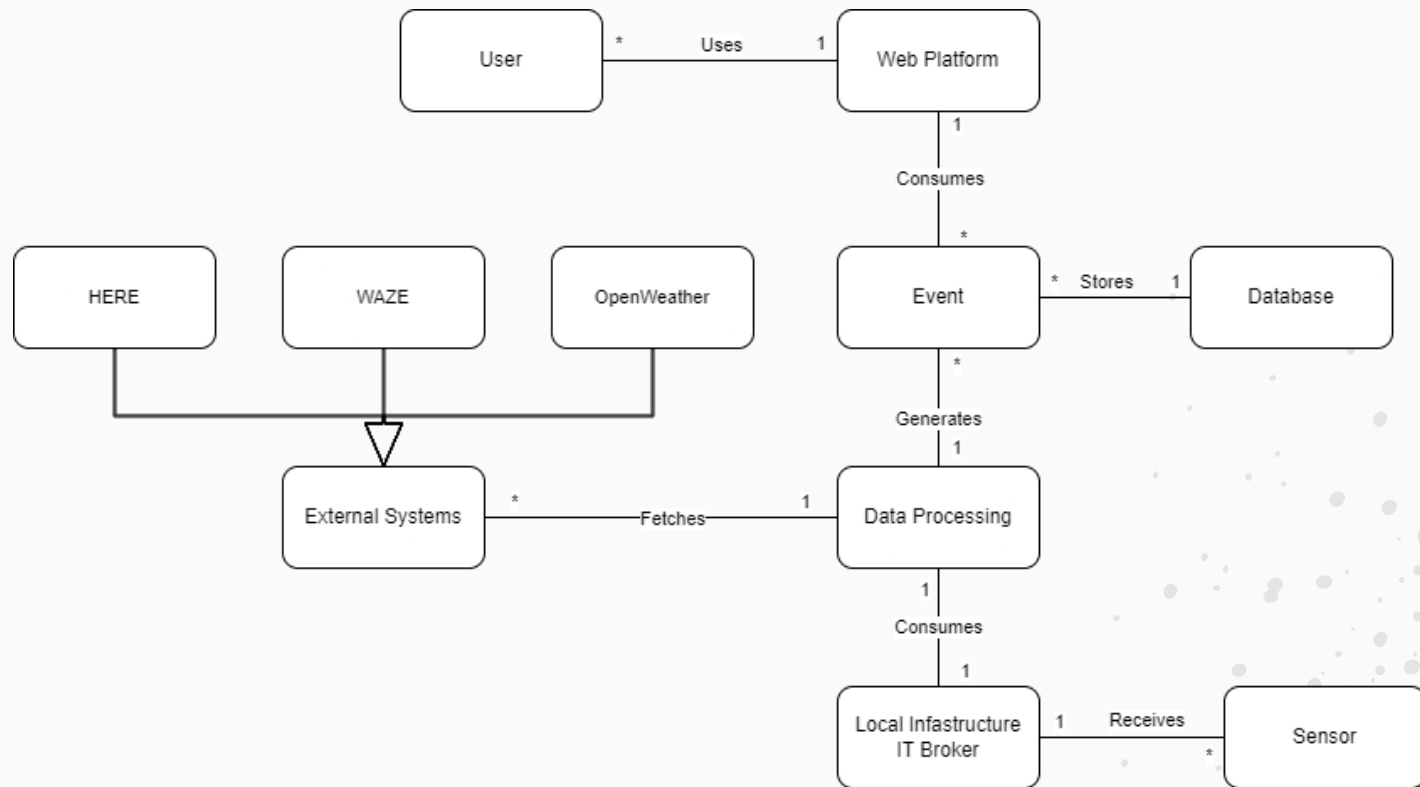 User
*
Uses
1
Web Platform
1
Consumes
*
HERE
WAZE
OpenWeather
Event
*
Stores
1
Database
*
Generates
1
External Systems
*
Fetches
1
Data Processing
1
Consumes
1
Local Infastructure
IT Broker
1
Receives
*
Sensor